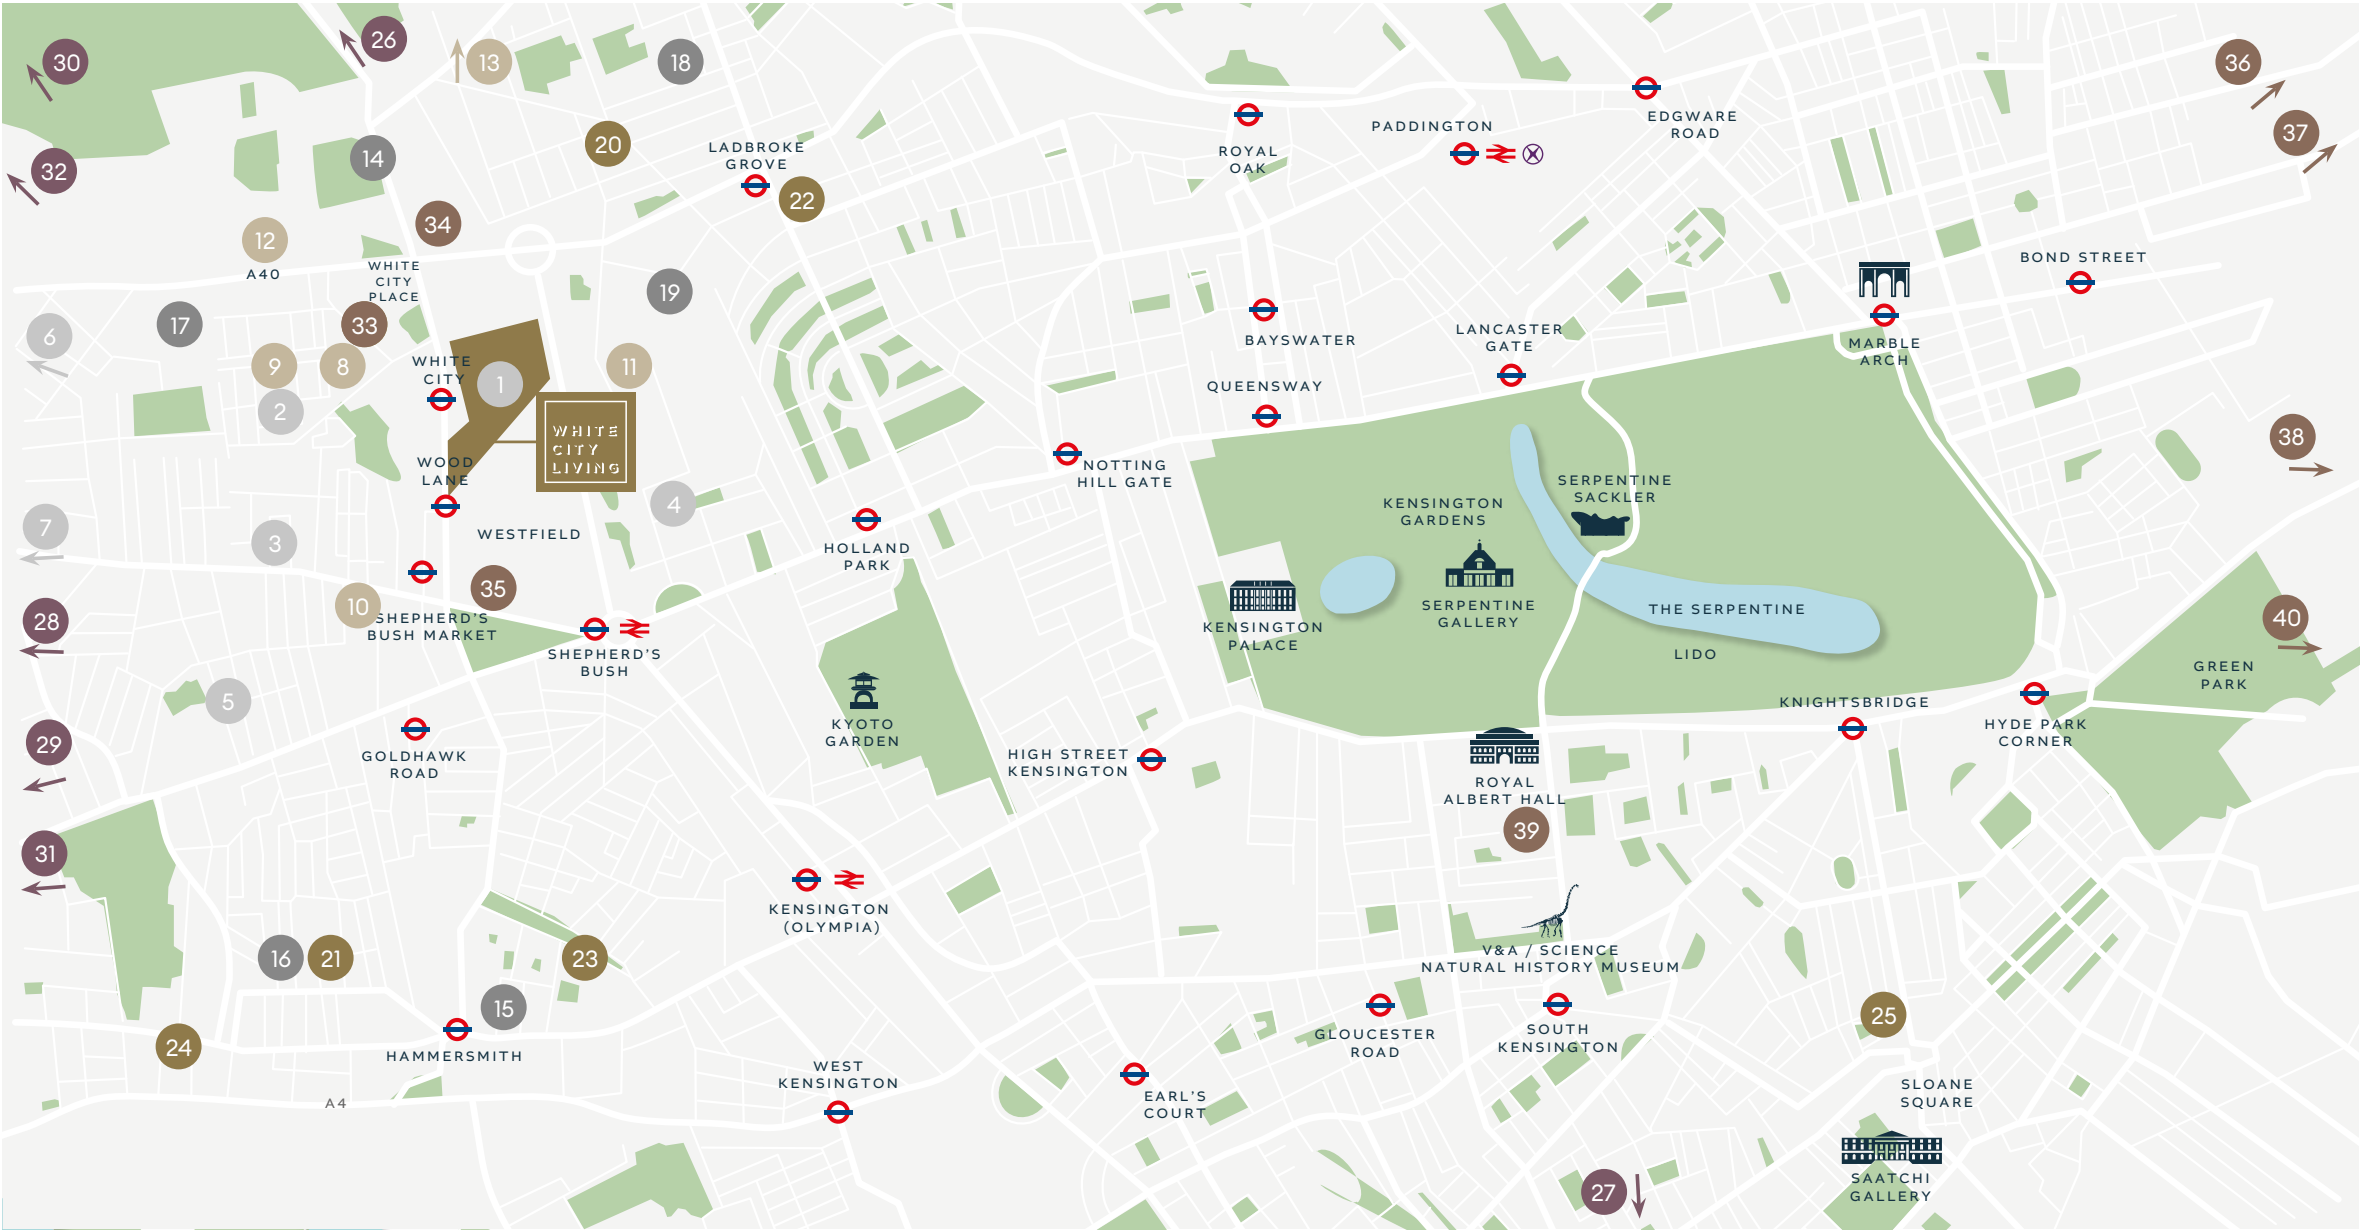 30
26
13
18
36
37
32
14
20
LADBROKE
GROVE
22
ROYAL
OAK
PADDINGTON
EDGWARE
ROAD
12
A40
34
WHITE
CITY
PLACE
19
BAYSWATER
LANCASTER
GATE
MARBLE
ARCH
BOND STREET
6
17
33
9
8
2
WHITE
CITY
1
11
WHITE
CITY
LIVING
WOOD
LANE
4
QUEENSWAY
NOTTING
HILL GATE
38
7
3
WESTFIELD
HOLLAND
PARK
KENSINGTON
GARDENS
SERPENTINE
SACKLER
28
10
35
SHEPHERD'S
BUSH MARKET
SHEPHERD'S
BUSH
KENSINGTON
PALACE
SERPENTINE
GALLERY
THE SERPENTINE
LIDO
40
GREEN
PARK
5
29
GOLDHAWK
ROAD
KYOTO
GARDEN
HIGH STREET
KENSINGTON
ROYAL
ALBERT HALL
39
KNIGHTSBRIDGE
HYDE PARK
CORNER
31
KENSINGTON
(OLYMPIA)
V&A / SCIENCE
NATURAL HISTORY MUSEUM
16
21
23
15
24
HAMMERSMITH
A4
WEST
KENSINGTON
EARL'S
COURT
GLOUCESTER
ROAD
SOUTH
KENSINGTON
25
SLOANE
SQUARE
27
SAATCHI
GALLERY